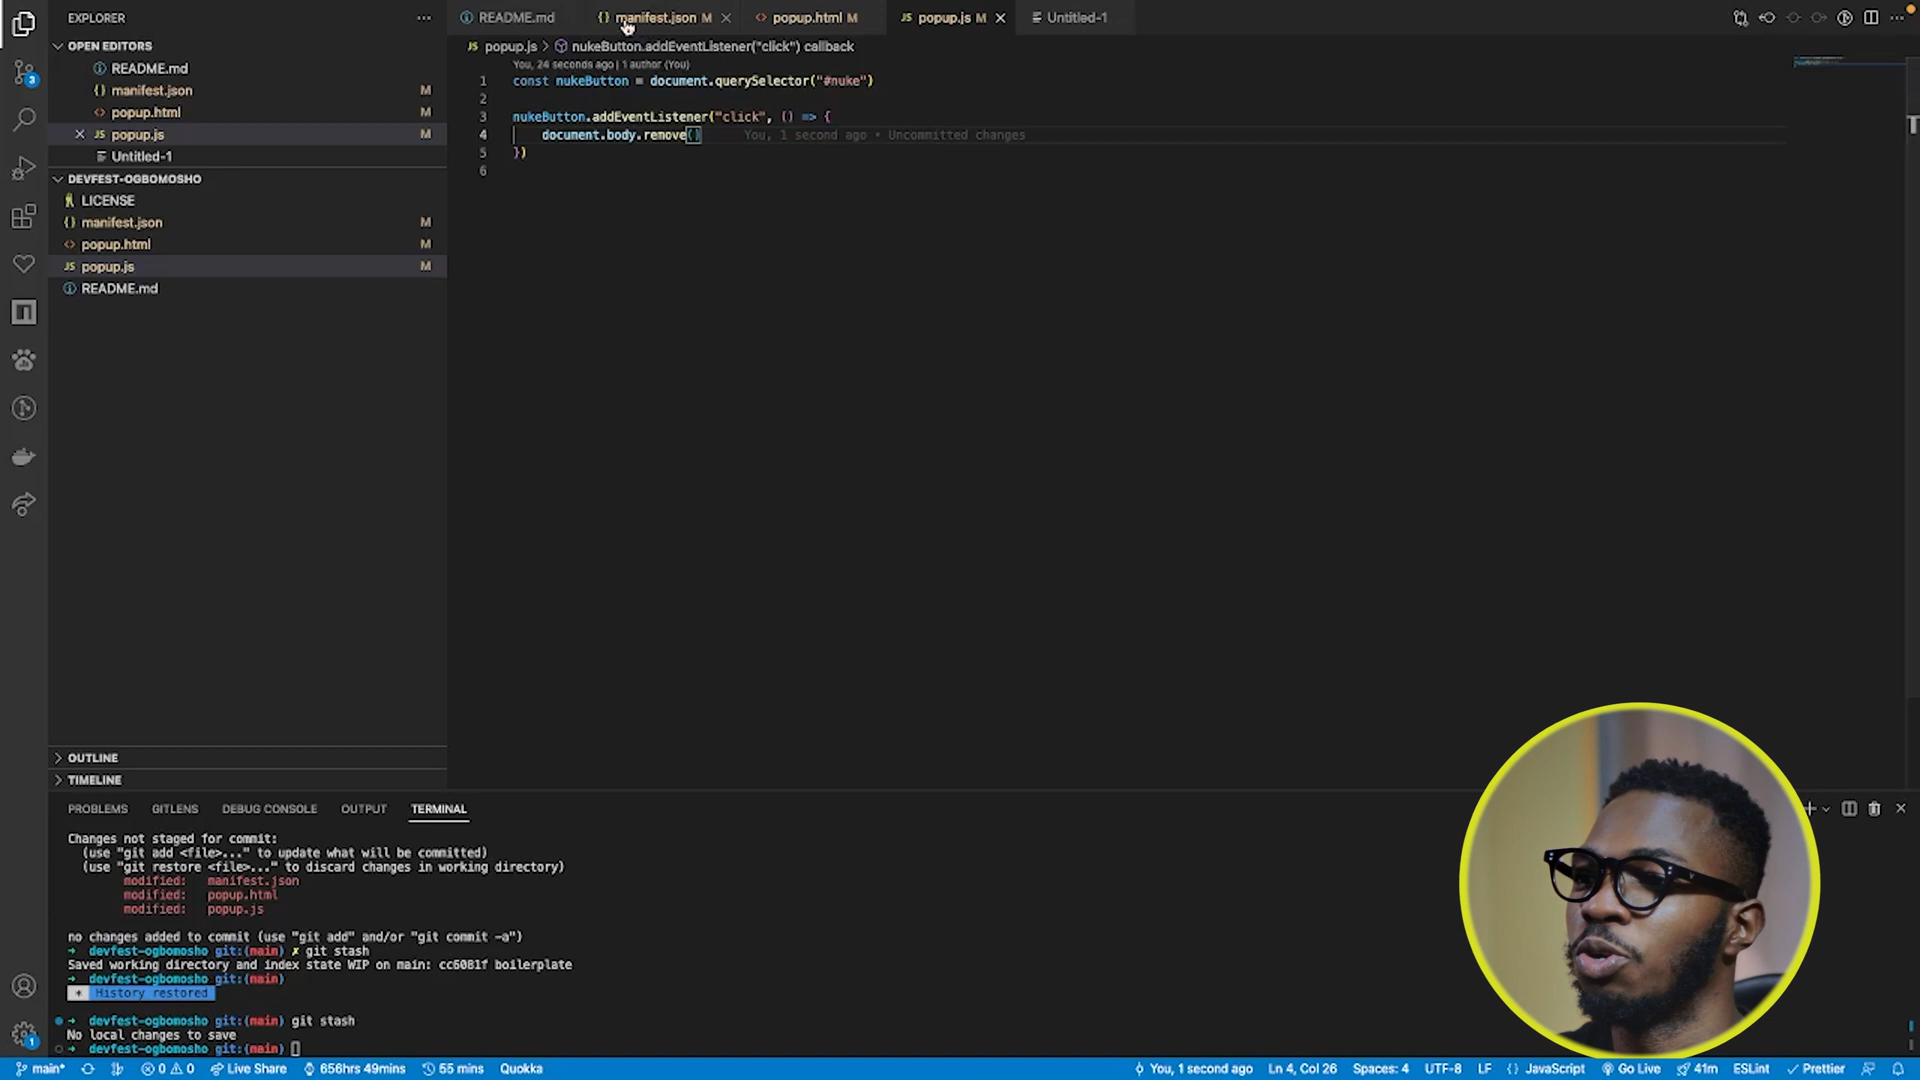 EXPLORER
README.md
manifest.json M
popup.html M
popup.js M
Untitled-1
OPEN EDITORS
README.md
manifest.json M
popup.html M
popup.js M
Untitled-1
DEVFEST-OGBOMOSHO
LICENSE
manifest.json M
popup.html M
popup.js M
README.md
OUTLINE
TIMELINE
popup.js > nukeButton.addEventListener("click") callback
You, 24 seconds ago | 1 author (You)
1 const nukeButton = document.querySelector("#nuke")
2
3 nukeButton.addEventListener("click", () => {
4 document.body.remove() You, 1 second ago • Uncommitted changes
5 })
6
PROBLEMS GITLENS DEBUG CONSOLE OUTPUT TERMINAL
Changes not staged for commit:
(use "git add <file>..." to update what will be committed)
(use "git restore <file>..." to discard changes in working directory)
modified: manifest.json
modified: popup.html
modified: popup.js
no changes added to commit (use "git add" and/or "git commit -a")
→ devfest-ogbomosho git:(main) ✗ git stash
Saved working directory and index state WIP on main: cc6081f boilerplate
→ devfest-ogbomosho git:(main)
* History restored
→ devfest-ogbomosho git:(main) git stash
No local changes to save
→ devfest-ogbomosho git:(main)
3
1
main* 0 0 Live Share 656hrs 49mins 55 mins Quokka You, 1 second ago Ln 4, Col 26 Spaces: 4 UTF-8 LF {} JavaScript Go Live 41m ESLint ✓ Prettier